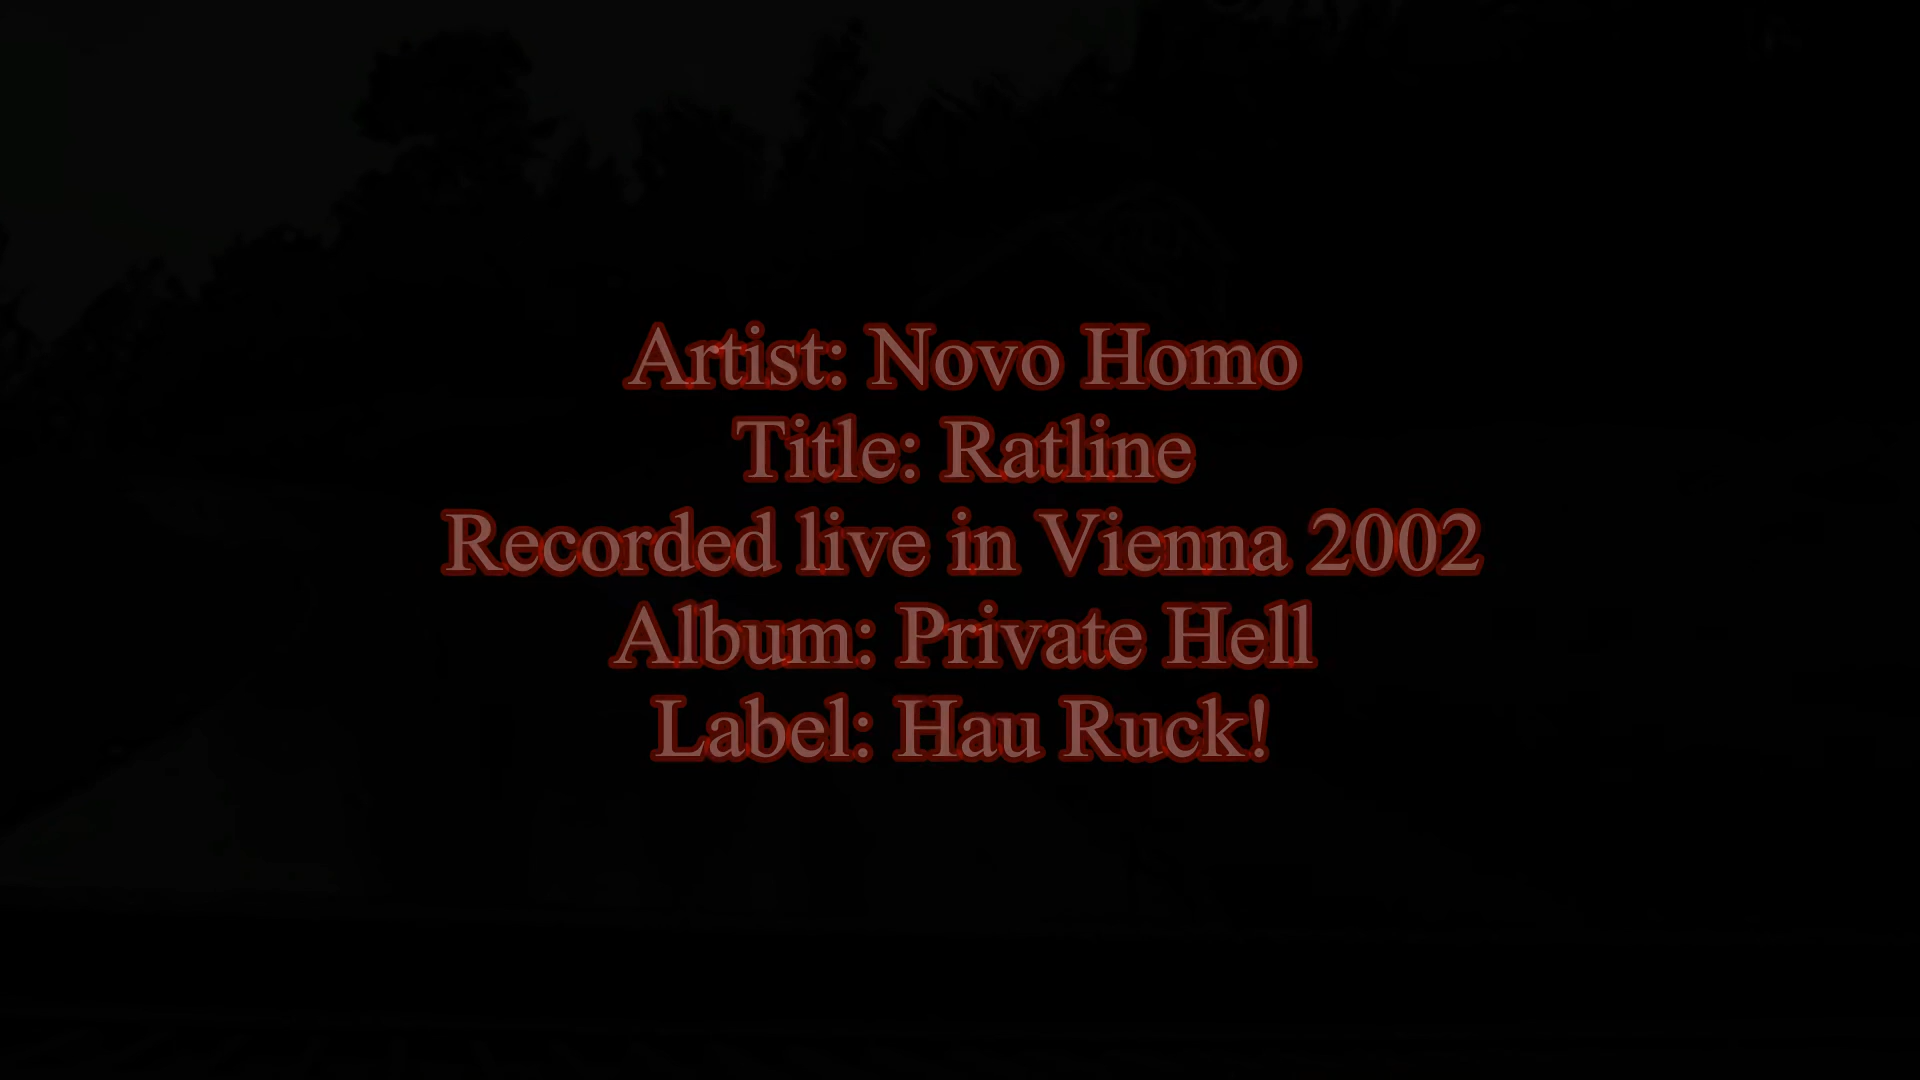 Artist: Novo Homo
Title: Ratline
Recorded live in Vienna 2002
Album: Private Hell
Label: Hau Ruck!